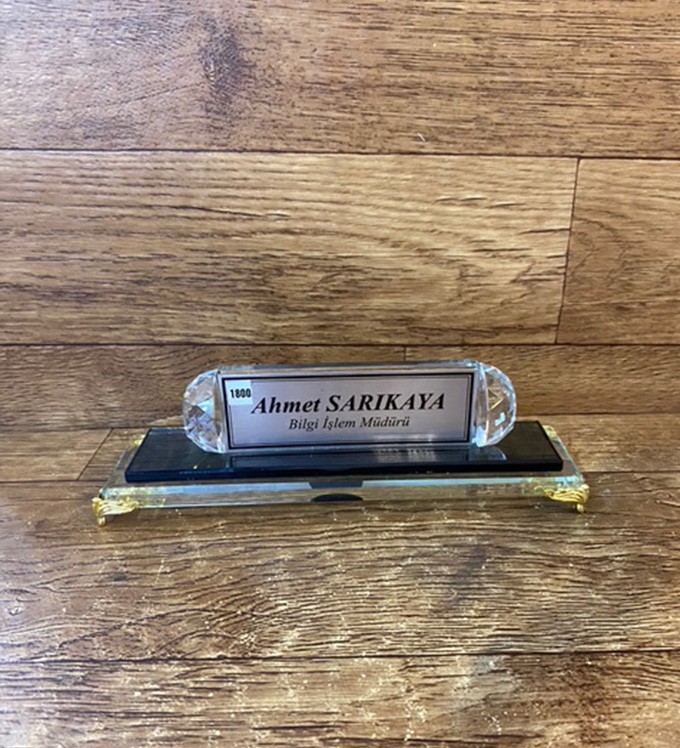 1800
Ahmet SARIKAYA
Bilgi İşlem Müdürü